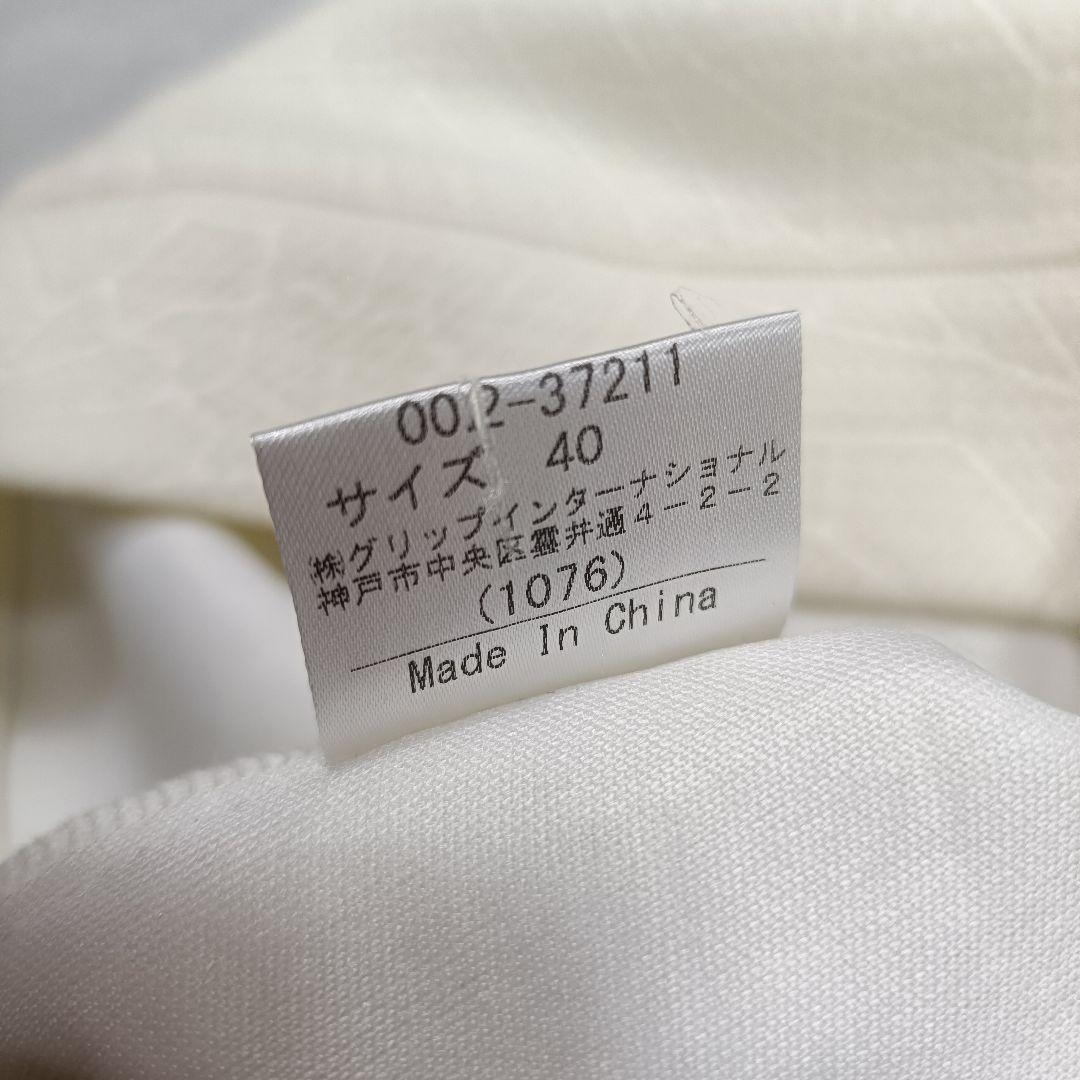 002-37211
サイズ 40
㈱グリップインターナショナル
神戸市中央区雲井通4-2-2
(1076)
Made In China